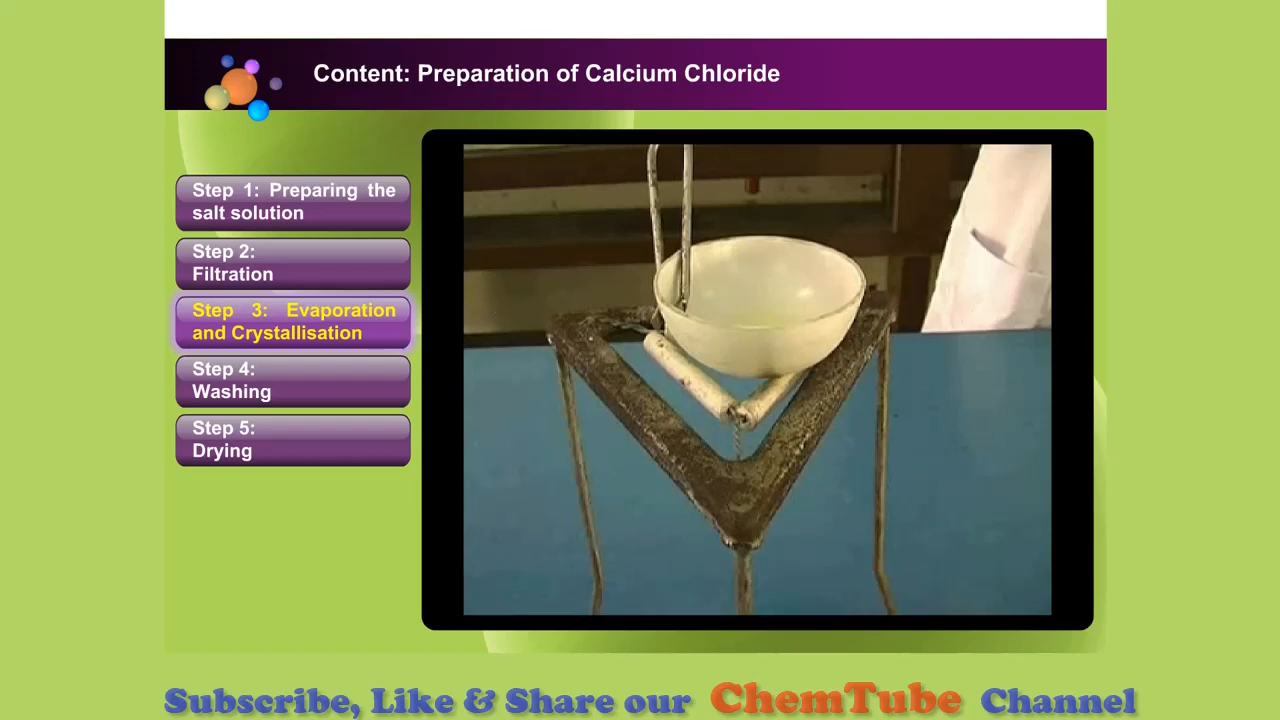 Content: Preparation of Calcium Chloride
Step 1: Preparing the
salt solution
Step 2:
Filtration
Step 3: Evaporation
and Crystallisation
Step 4:
Washing
Step 5:
Drying
Subscribe, Like & Share our ChemTube Channel